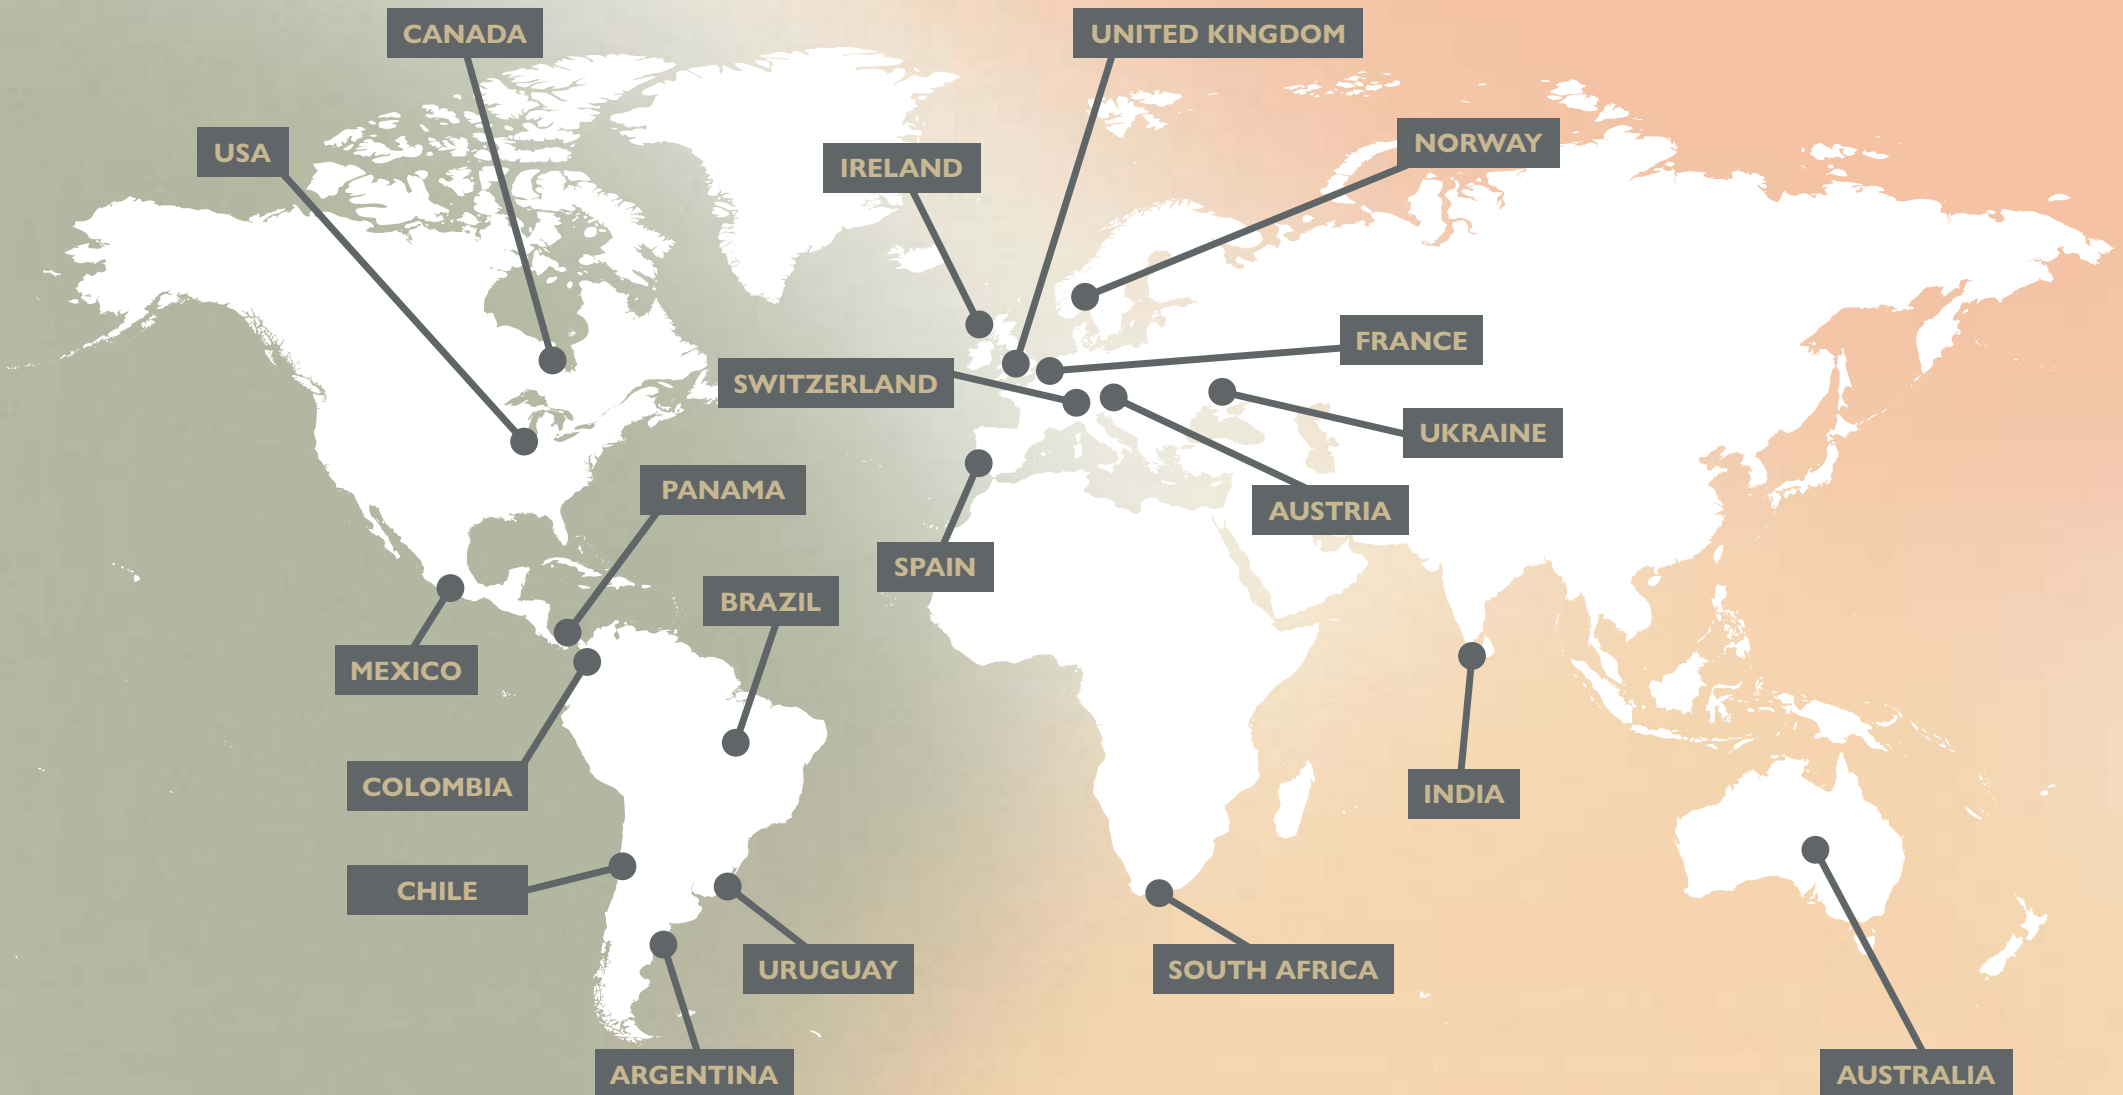 CANADA
UNITED KINGDOM
USA
IRELAND
NORWAY
FRANCE
SWITZERLAND
UKRAINE
PANAMA
AUSTRIA
SPAIN
BRAZIL
MEXICO
COLOMBIA
INDIA
CHILE
URUGUAY
SOUTH AFRICA
ARGENTINA
AUSTRALIA